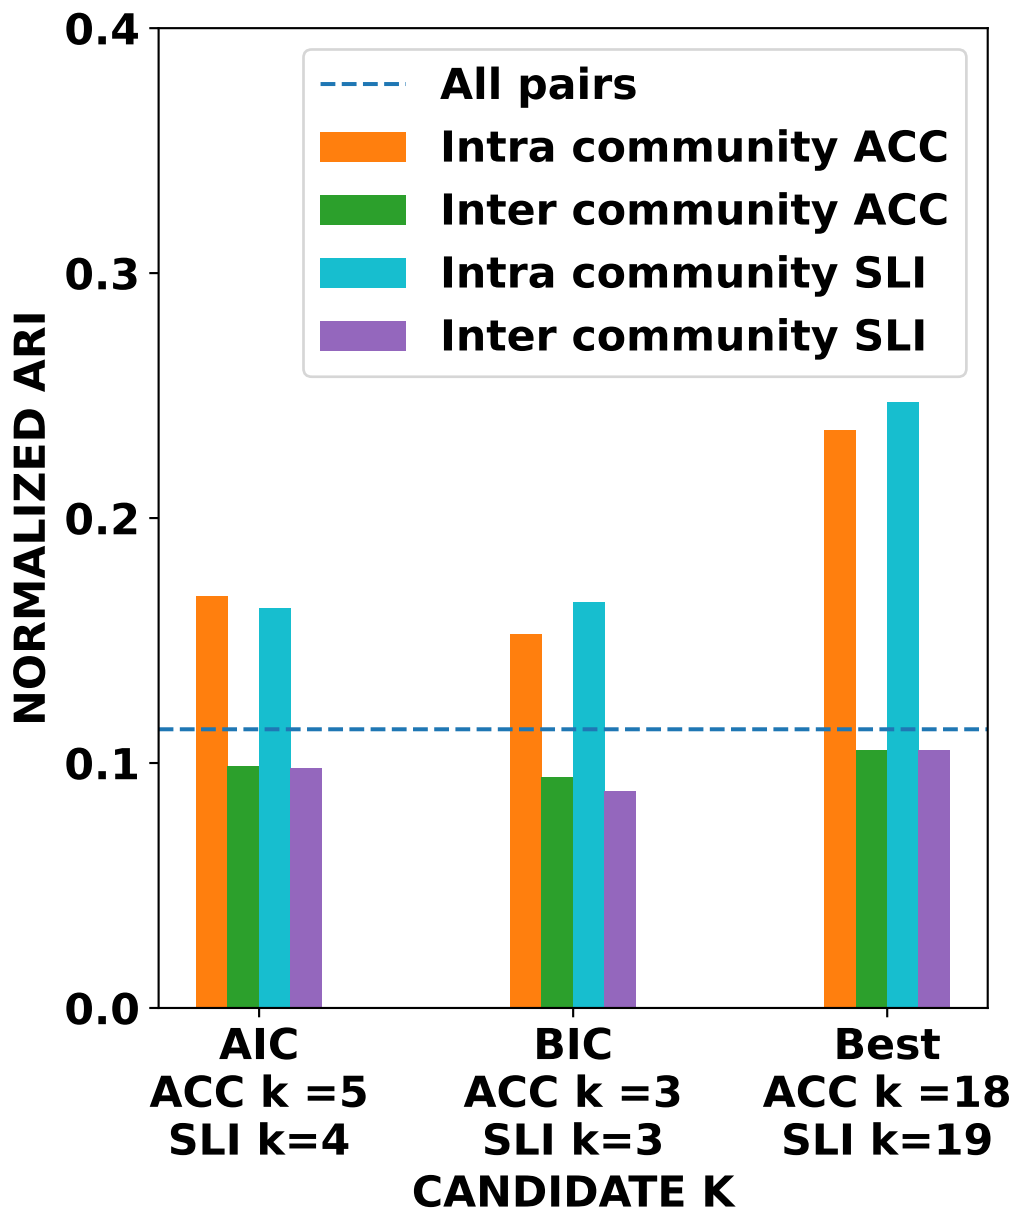 0.4
0.3
0.2
0.1
0.0
NORMALIZED ARI
All pairs
Intra community ACC
Inter community ACC
Intra community SLI
Inter community SLI
AIC
ACC k =5
SLI k=4
BIC
ACC k =3
SLI k=3
Best
ACC k =18
SLI k=19
CANDIDATE K